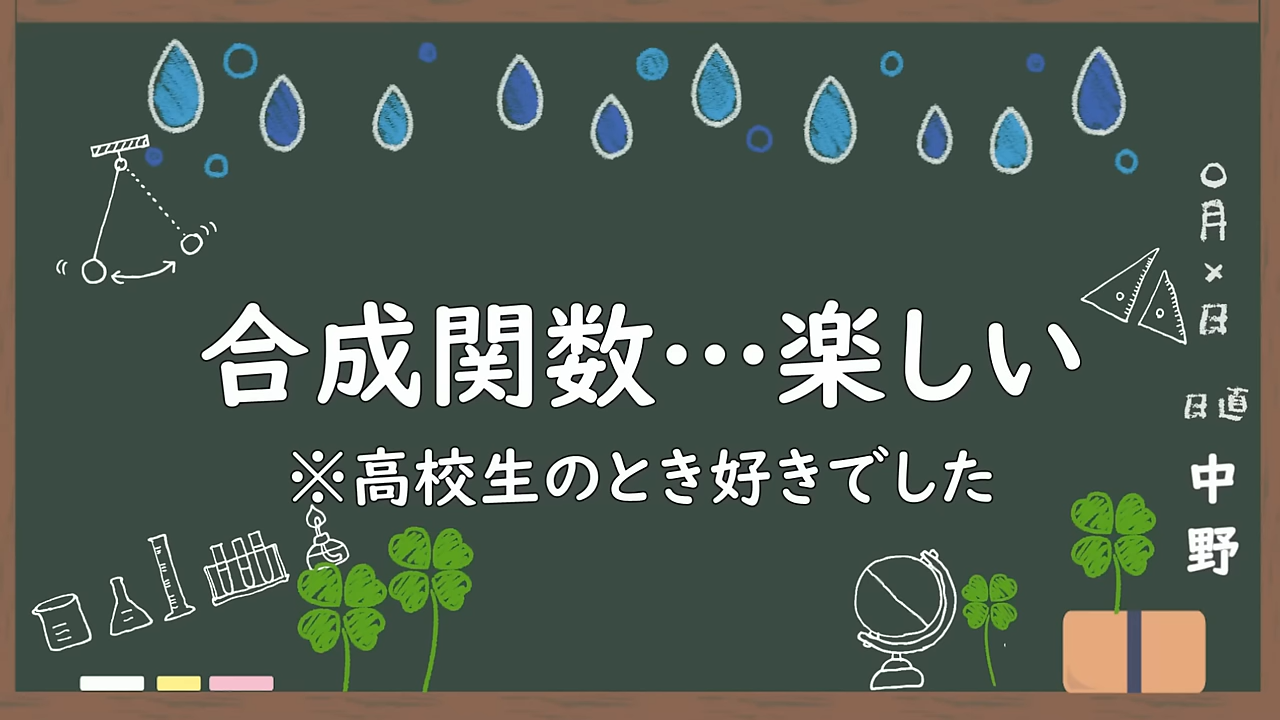 合成関数…楽しい
※高校生のとき好きでした
〇月×日
日直
中野